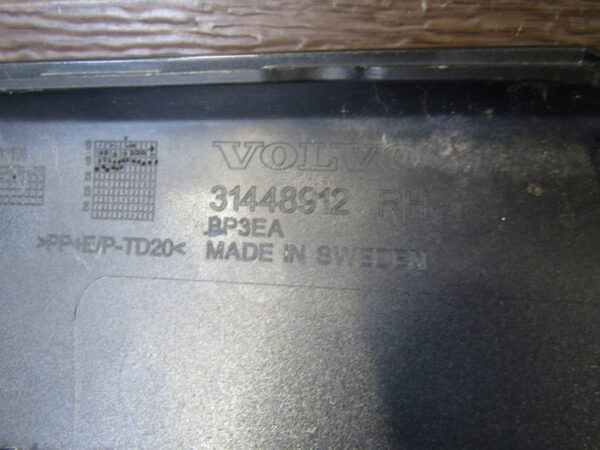 VOLVO
31448912 RH
BP3EA
>PP+E/P-TD20< MADE IN SWEDEN